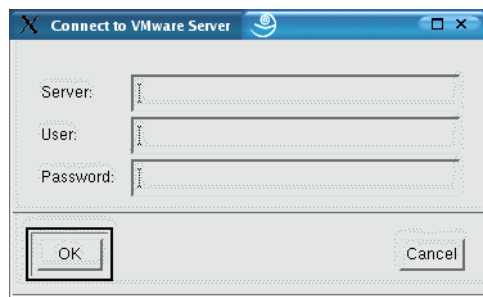 Connect to VMware Server
Server:
User:
Password:
OK
Cancel